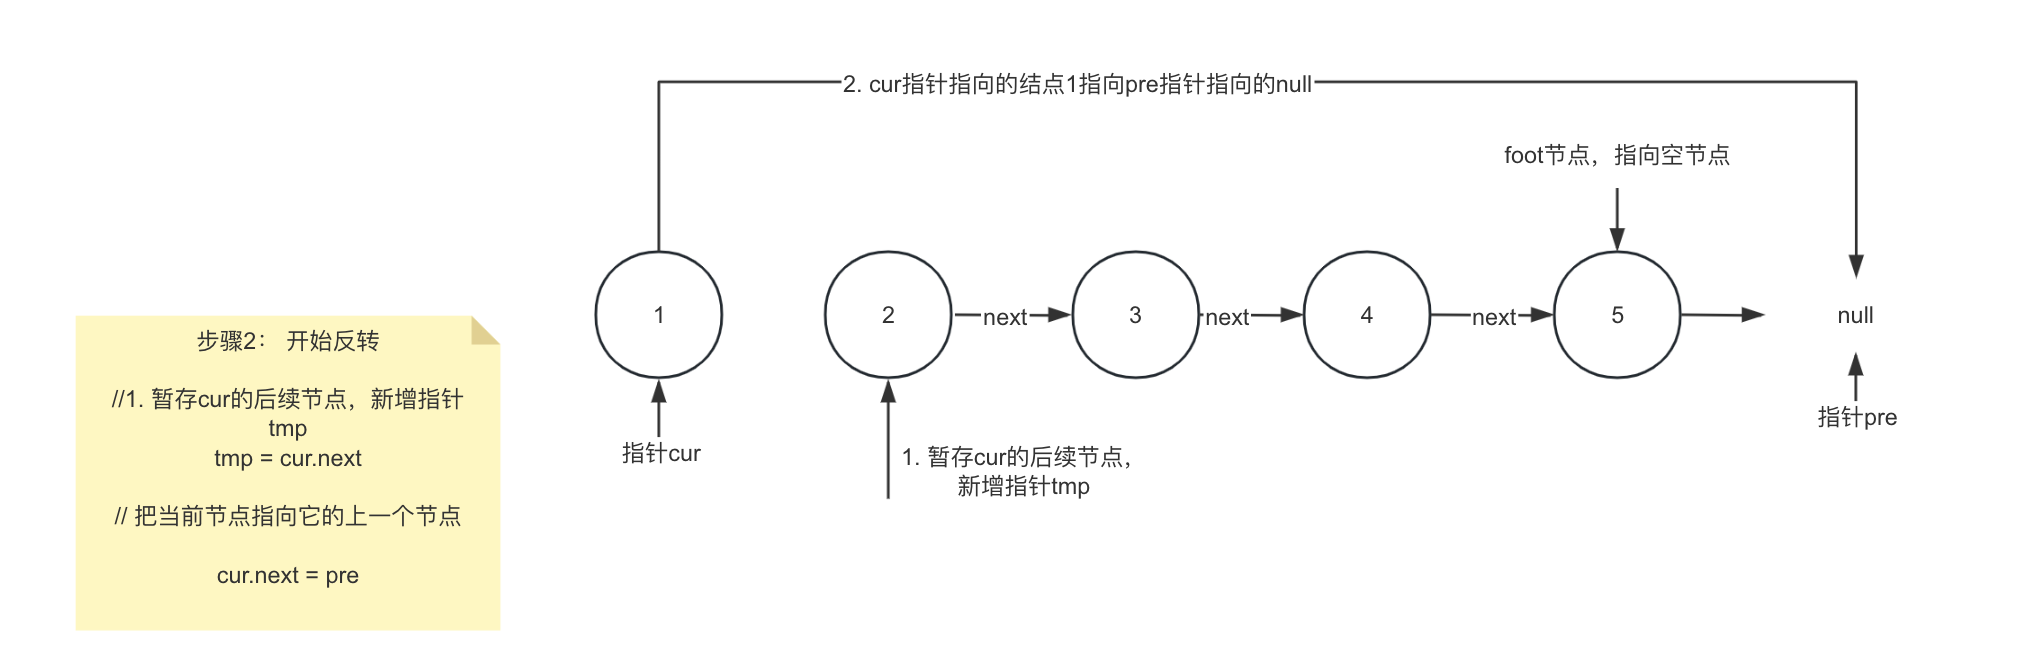 2. cur指针指向的结点1指向pre指针指向的null
foot节点，指向空节点
1
2
next
3
next
4
next
5
null
指针cur
1. 暂存cur的后续节点，
新增指针tmp
指针pre
步骤2： 开始反转
//1. 暂存cur的后续节点，新增指针
tmp
tmp = cur.next
// 把当前节点指向它的上一个节点
cur.next = pre